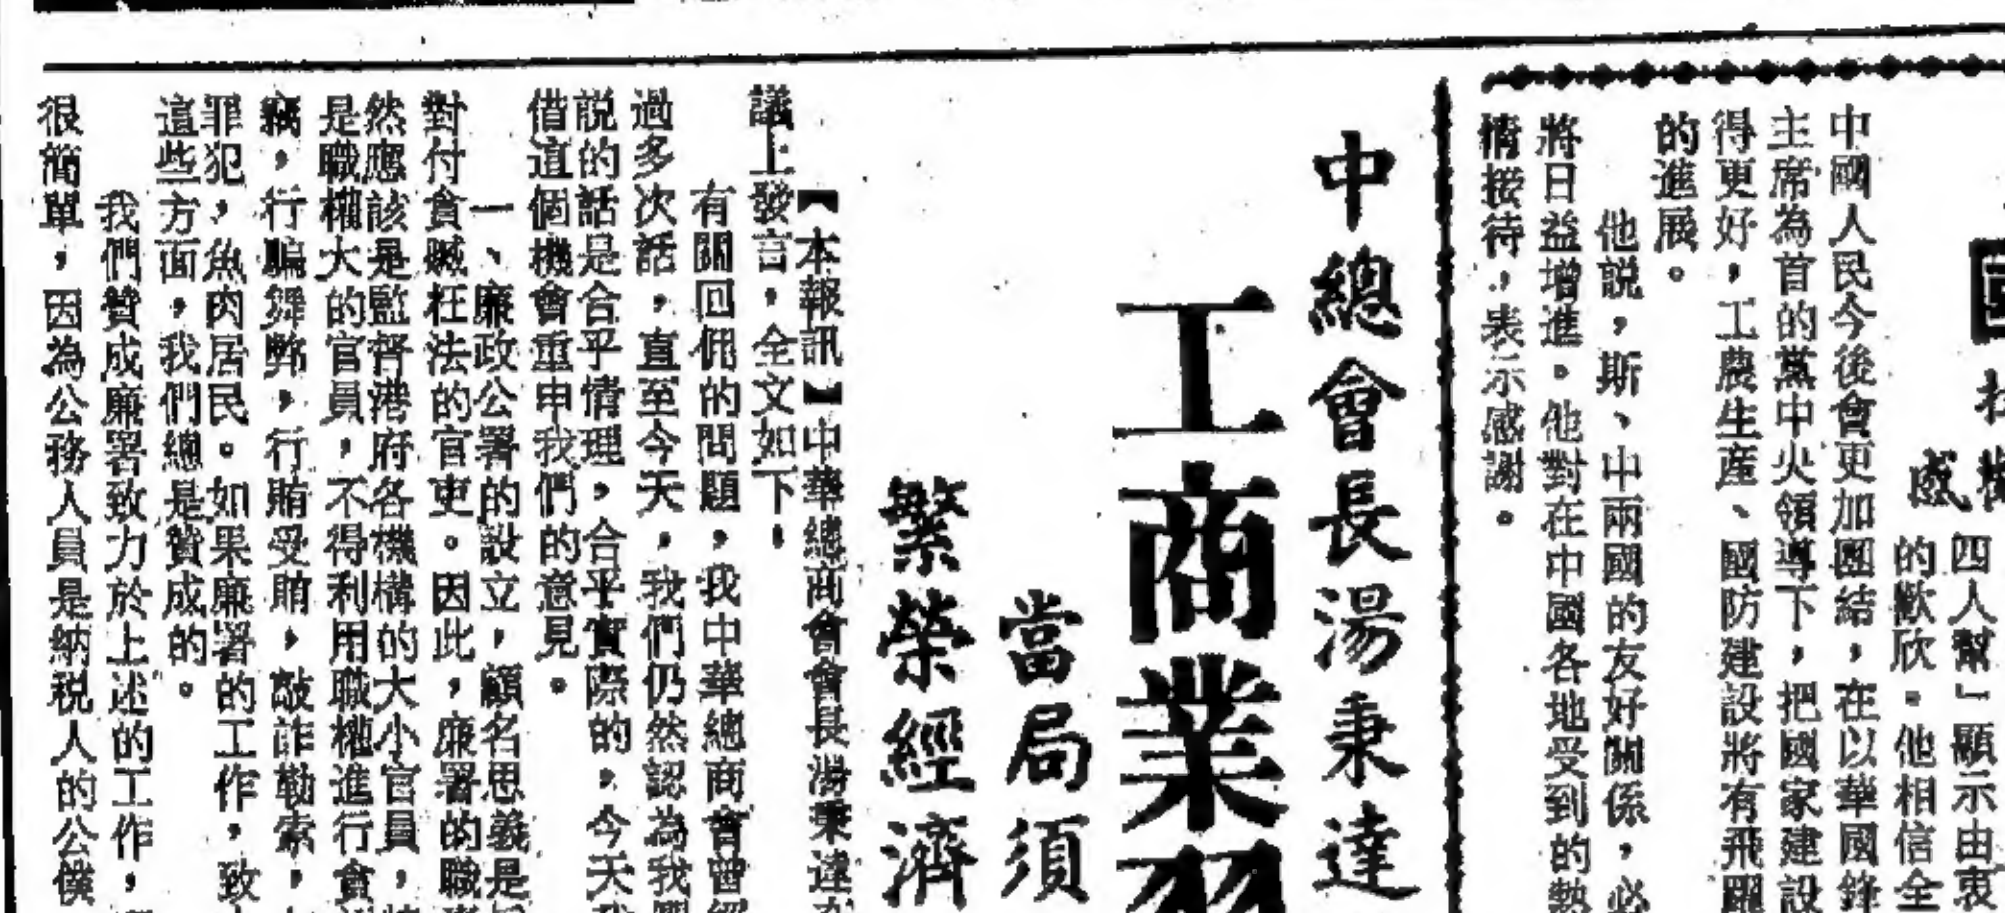 四人幫」顯示由衷
的歡欣。他相信全
中國人民今後會更加團結，在以華國鋒
主席為首的黨中央領導下，把國家建設
得更好，工農生產、國防建設將有飛躍
的進展。
他説，斯、中兩國的友好關係，必
將日益增進。他對在中國各地受到的熱
情接待，表示感謝。
中總會長湯秉達
工商業
當局須
繁榮經濟
【本報訊】中華總商會會長湯秉達
議上發言，全文如下：
有關回佣的問題，我中華總商會曾
過多次話，直至今天，我們仍然認為我
説的話是合乎情理，合乎實際的。今天
借這個機會重申我們的意見。
一、廉政公署的設立，顧名思義是
對付貪贓枉法的官吏。因此，廉署的職
然應該是監督港府各機構的大小官員，
是職權大的官員，不得利用職權進行貪
竊，行騙舞弊，行賄受賄，敲詐勒索，
罪犯，魚肉居民。如果廉署的工作，致
這些方面，我們總是贊成的。
我們贊成廉署致力於上述的工作，
很簡單，因為公務人員是納税人的公僕